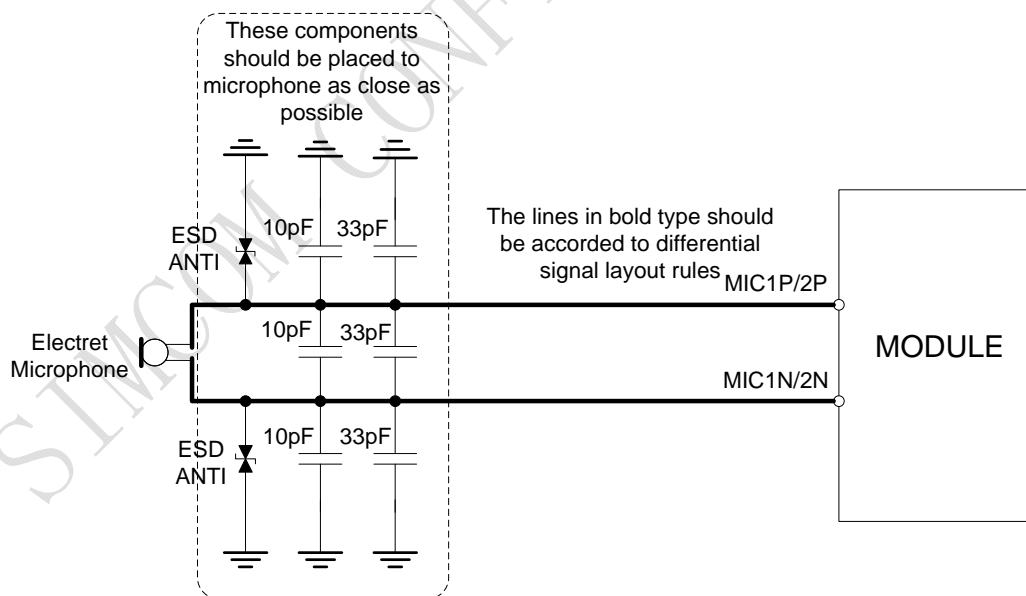 These components
should be placed to
microphone as close as
possible
10pF
33pF
ESD
ANTI
The lines in bold type should
be accorded to differential
signal layout rules
MIC1P/2P
10pF
33pF
Electret
Microphone
MODULE
MIC1N/2N
10pF
33pF
ESD
ANTI
SIMCOM CONF